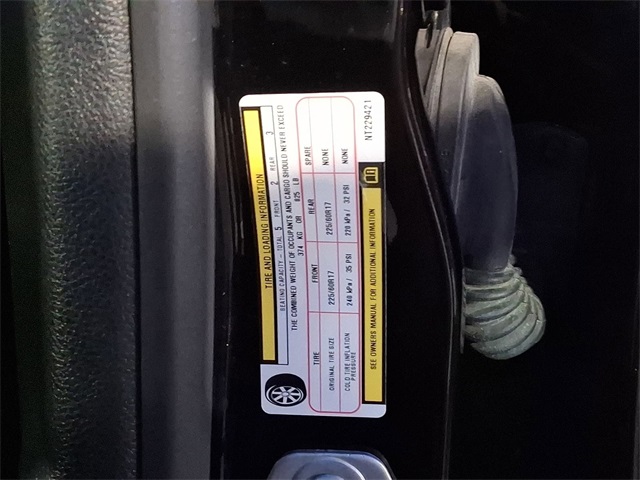 TIRE AND LOADING INFORMATION
SEATING CAPACITY - TOTAL 5 FRONT 2 REAR 3
THE COMBINED WEIGHT OF OCCUPANTS AND CARGO SHOULD NEVER EXCEED
374 KG OR 825 LB
TIRE FRONT REAR SPARE
ORIGINAL TIRE SIZE 225/60R17 225/60R17 NONE
COLD TIRE INFLATION PRESSURE 240 kPa / 35 PSI 220 kPa / 32 PSI NONE
SEE OWNERS MANUAL FOR ADDITIONAL INFORMATION
NT229421